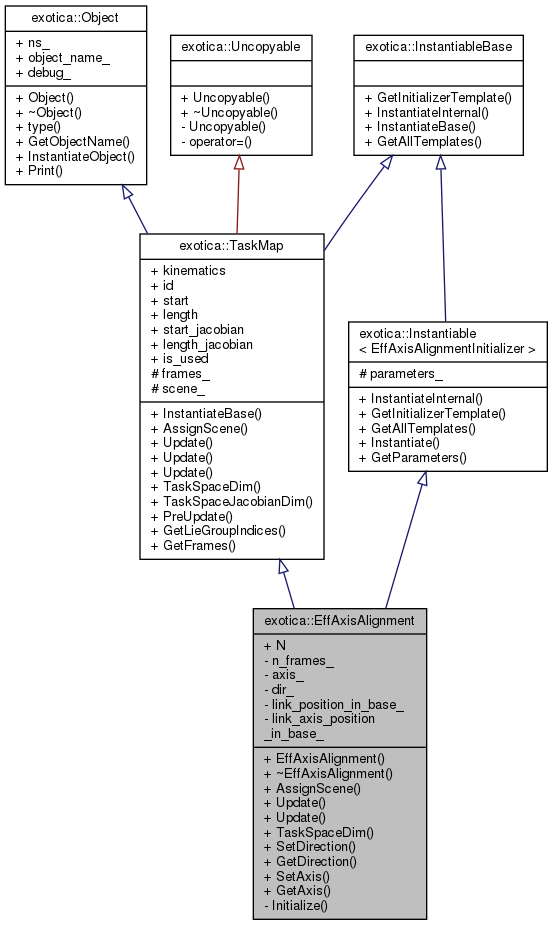 exotica::Object
+ ns_
+ object_name_
+ debug_
+ Object()
+ ~Object()
+ type()
+ GetObjectName()
+ InstantiateObject()
+ Print()
exotica::Uncopyable
+ Uncopyable()
+ ~Uncopyable()
- Uncopyable()
- operator=()
exotica::InstantiableBase
+ GetInitializerTemplate()
+ InstantiateInternal()
+ InstantiateBase()
+ GetAllTemplates()
exotica::TaskMap
+ kinematics
+ id
+ start
+ length
+ start_jacobian
+ length_jacobian
+ is_used
# frames_
# scene_
+ InstantiateBase()
+ AssignScene()
+ Update()
+ Update()
+ Update()
+ TaskSpaceDim()
+ TaskSpaceJacobianDim()
+ PreUpdate()
+ GetLieGroupIndices()
+ GetFrames()
exotica::Instantiable
< EffAxisAlignmentInitializer >
# parameters_
+ InstantiateInternal()
+ GetInitializerTemplate()
+ GetAllTemplates()
+ Instantiate()
+ GetParameters()
exotica::EffAxisAlignment
+ N
- n_frames_
- axis_
- dir_
- link_position_in_base_
- link_axis_position
_in_base_
+ EffAxisAlignment()
+ ~EffAxisAlignment()
+ AssignScene()
+ Update()
+ Update()
+ TaskSpaceDim()
+ SetDirection()
+ GetDirection()
+ SetAxis()
+ GetAxis()
- Initialize()